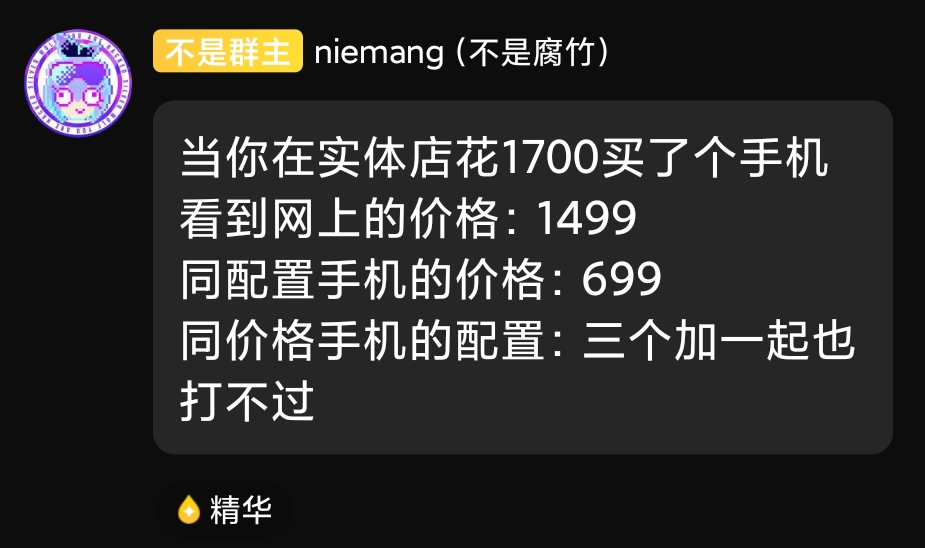 不是群主 niemang (不是腐竹)
当你在实体店花1700买了个手机
看到网上的价格：1499
同配置手机的价格：699
同价格手机的配置：三个加一起也
打不过
精华